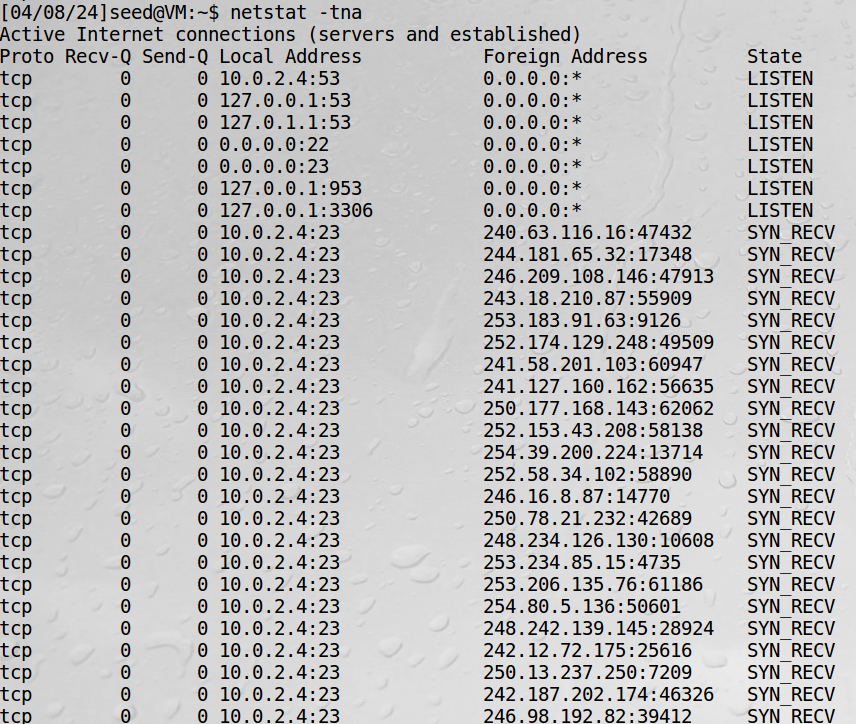 [04/08/24]seed@VM:~$ netstat -tna
Active Internet connections (servers and established)
Proto Recv-Q Send-Q Local Address Foreign Address State
tcp 0 0 10.0.2.4:53 0.0.0.0:* LISTEN
tcp 0 0 127.0.0.1:53 0.0.0.0:* LISTEN
tcp 0 0 127.0.1.1:53 0.0.0.0:* LISTEN
tcp 0 0 0.0.0.0:22 0.0.0.0:* LISTEN
tcp 0 0 0.0.0.0:23 0.0.0.0:* LISTEN
tcp 0 0 127.0.0.1:953 0.0.0.0:* LISTEN
tcp 0 0 127.0.0.1:3306 0.0.0.0:* LISTEN
tcp 0 0 10.0.2.4:23 240.63.116.16:47432 SYN_RECV
tcp 0 0 10.0.2.4:23 244.181.65.32:17348 SYN_RECV
tcp 0 0 10.0.2.4:23 246.209.108.146:47913 SYN_RECV
tcp 0 0 10.0.2.4:23 243.18.210.87:55909 SYN_RECV
tcp 0 0 10.0.2.4:23 253.183.91.63:9126 SYN_RECV
tcp 0 0 10.0.2.4:23 252.174.129.248:49509 SYN_RECV
tcp 0 0 10.0.2.4:23 241.58.201.103:60947 SYN_RECV
tcp 0 0 10.0.2.4:23 241.127.160.162:56635 SYN_RECV
tcp 0 0 10.0.2.4:23 250.177.168.143:62062 SYN_RECV
tcp 0 0 10.0.2.4:23 252.153.43.208:58138 SYN_RECV
tcp 0 0 10.0.2.4:23 254.39.200.224:13714 SYN_RECV
tcp 0 0 10.0.2.4:23 252.58.34.102:58890 SYN_RECV
tcp 0 0 10.0.2.4:23 246.16.8.87:14770 SYN_RECV
tcp 0 0 10.0.2.4:23 250.78.21.232:42689 SYN_RECV
tcp 0 0 10.0.2.4:23 248.234.126.130:10608 SYN_RECV
tcp 0 0 10.0.2.4:23 253.234.85.15:4735 SYN_RECV
tcp 0 0 10.0.2.4:23 253.206.135.76:61186 SYN_RECV
tcp 0 0 10.0.2.4:23 254.80.5.136:50601 SYN_RECV
tcp 0 0 10.0.2.4:23 248.242.139.145:28924 SYN_RECV
tcp 0 0 10.0.2.4:23 242.12.72.175:25616 SYN_RECV
tcp 0 0 10.0.2.4:23 250.13.237.250:7209 SYN_RECV
tcp 0 0 10.0.2.4:23 242.187.202.174:46326 SYN_RECV
tcp 0 0 10.0.2.4:23 246.98.192.82:39412 SYN_RECV